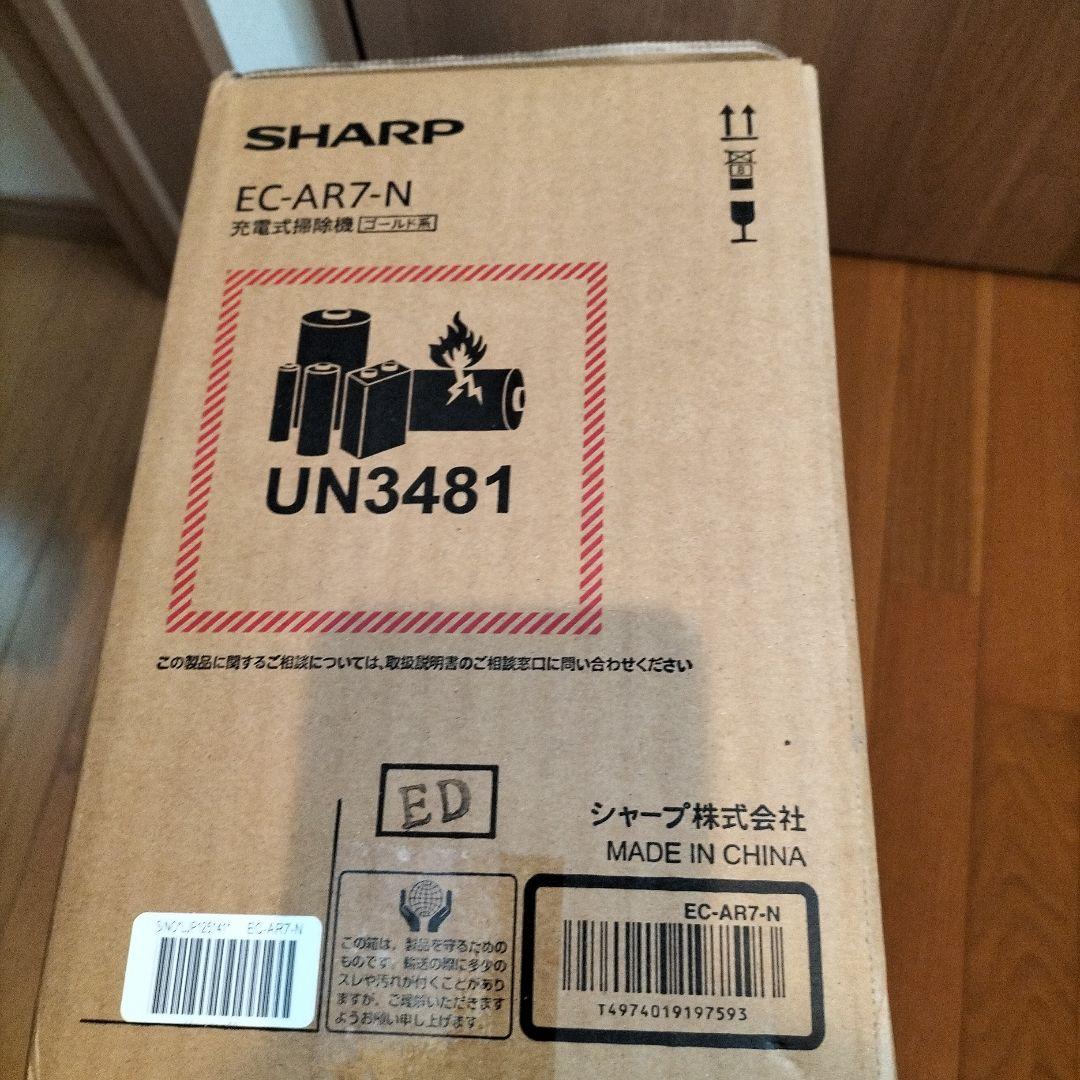 SHARP
EC-AR7-N
充電式掃除機 ゴールド系
8
UN3481
この製品に関するご相談については、取扱説明書のご相談窓口に問い合わせください
ED
シャープ株式会社
MADE IN CHINA
この箱は、製品を守るための
ものです。輸送の際に多少の
スレや汚れが付くことがあり
ますが、ご理解いただきます
ようお願い申し上げます。
EC-AR7-N
EC-AR7-N
T4974019197593